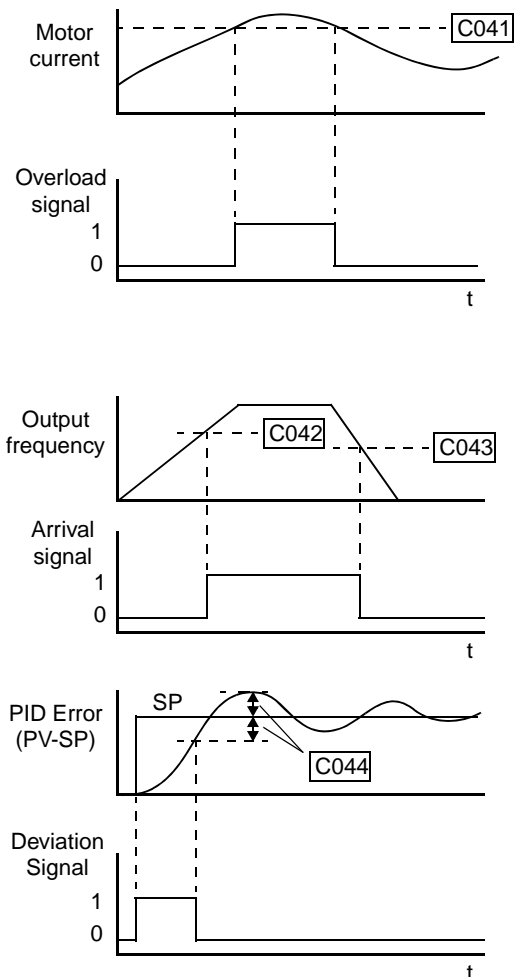 Motor
current
C041
Overload
signal
1
0
t
Output
frequency
C042
C043
Arrival
signal
1
0
t
SP
PID Error
(PV-SP)
C044
Deviation
Signal
1
0
t